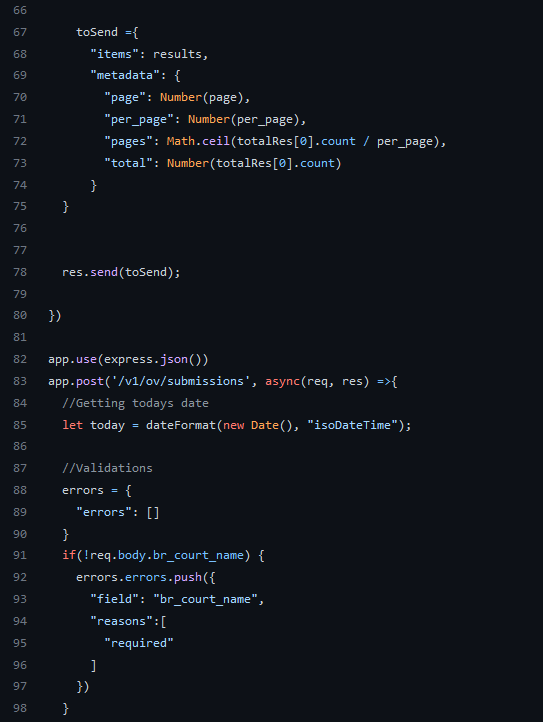 66
67 toSend ={
68 "items": results,
69 "metadata": {
70 "page": Number(page),
71 "per_page": Number(per_page),
72 "pages": Math.ceil(totalRes[0].count / per_page),
73 "total": Number(totalRes[0].count)
74 }
75 }
76
77
78 res.send(toSend);
79
80 })
81
82 app.use(express.json())
83 app.post('/v1/ov/submissions', async(req, res) =>{
84 //Getting todays date
85 let today = dateFormat(new Date(), "isoDateTime");
86
87 //Validations
88 errors = {
89 "errors": []
90 }
91 if(!req.body.br_court_name) {
92 errors.errors.push({
93 "field": "br_court_name",
94 "reasons":[
95 "required"
96 ]
97 })
98 }